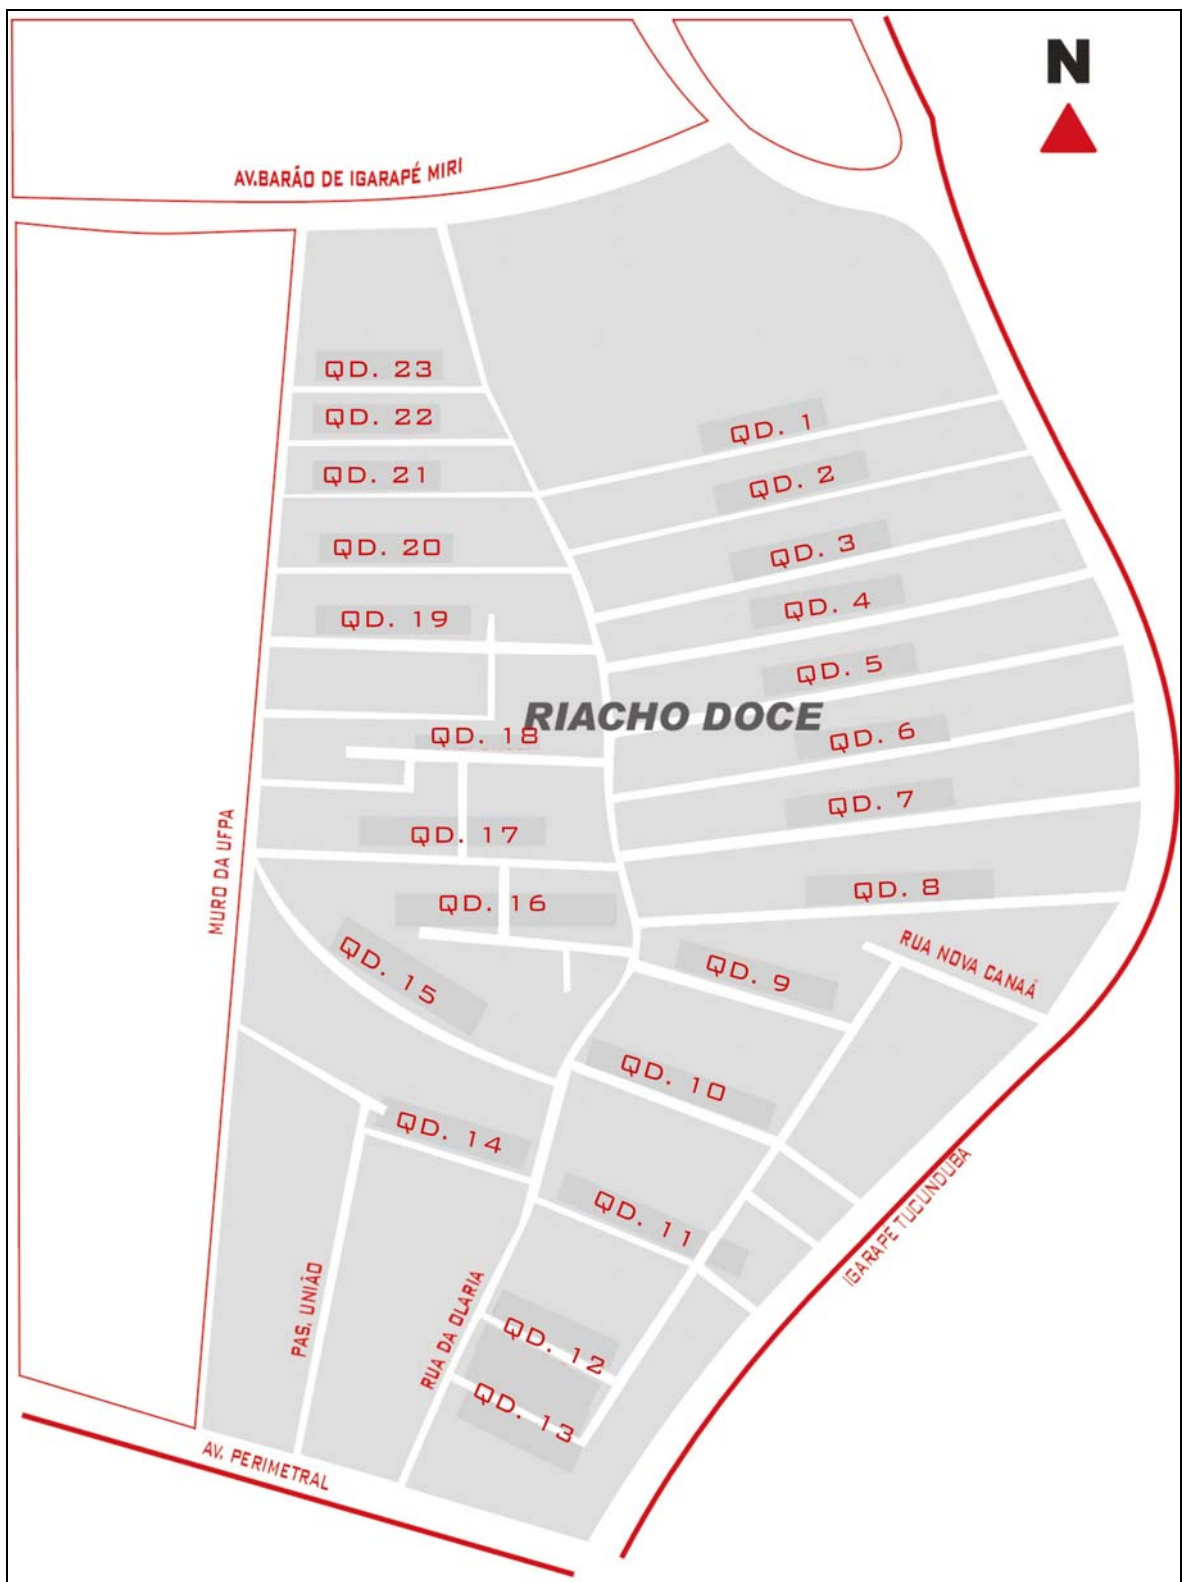 N
AV.BARÃO DE IGARAPÉ MIRI
QD. 23
QD. 22
QD. 1
QD. 21
QD. 2
QD. 20
QD. 3
QD. 19
QD. 4
QD. 5
RIACHO DOCE
QD. 18
QD. 6
QD. 7
QD. 17
MURO DA UFPA
QD. 8
QD. 16
QD. 15
QD. 9
RUA NOVA CANAÃ
QD. 10
QD. 14
QD. 11
IGARAPÉ TUCUNDUBA
PAS. UNIÃO
RUA DA OLARIA
QD. 12
QD. 13
AV. PERIMETRAL